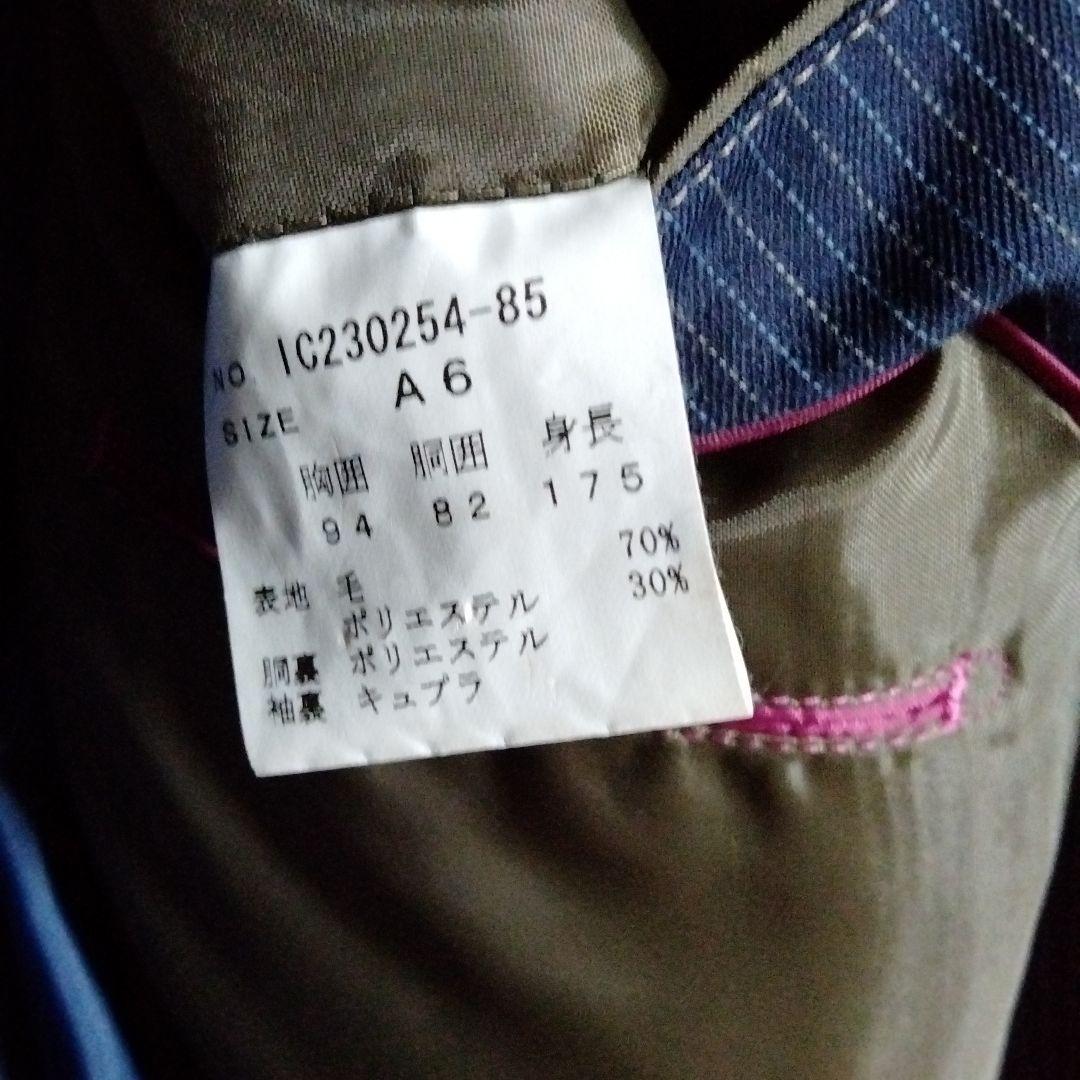 NO. IC230254-85
SIZE A6
胸囲 胴囲 身長
94 82 175
表地 毛 70%
ポリエステル 30%
胴裏 ポリエステル
袖裏 キュプラ